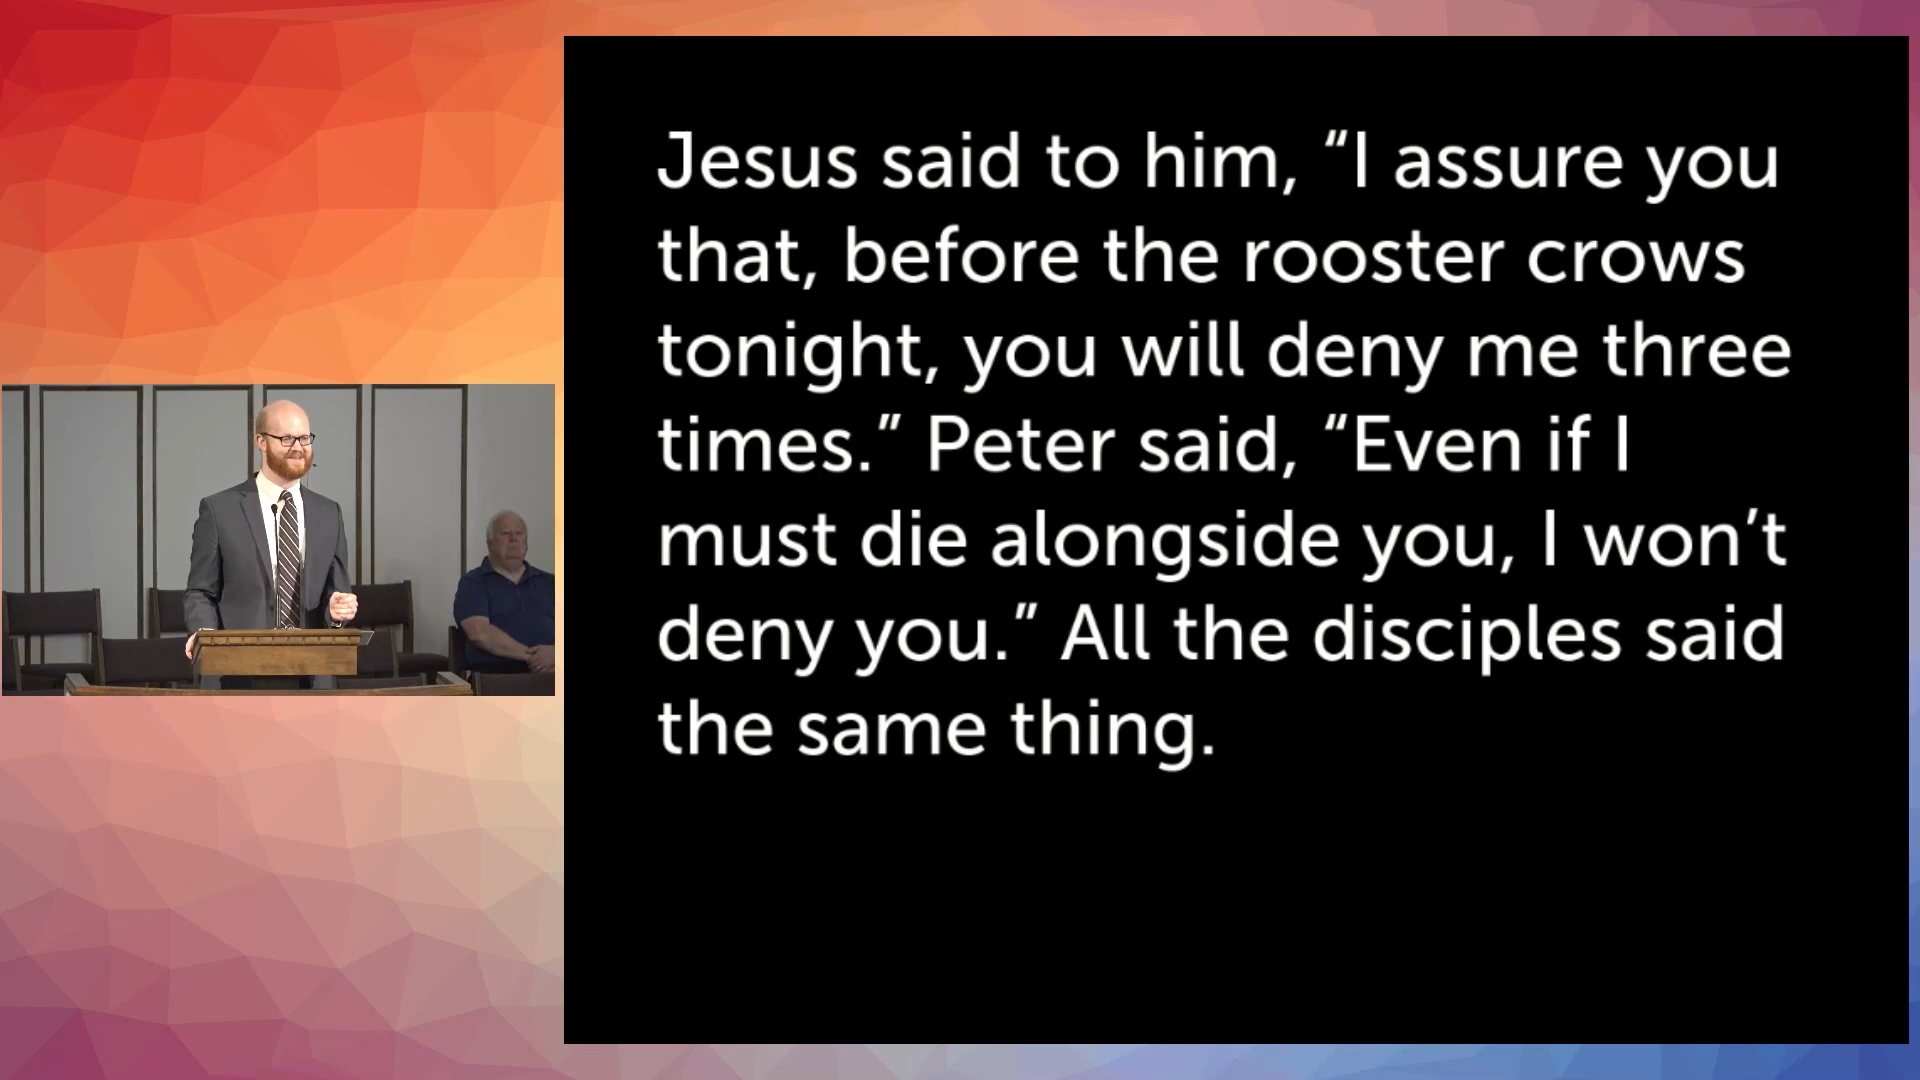 Jesus said to him, “I assure you
that, before the rooster crows
tonight, you will deny me three
times.” Peter said, “Even if I
must die alongside you, I won’t
deny you.” All the disciples said
the same thing.